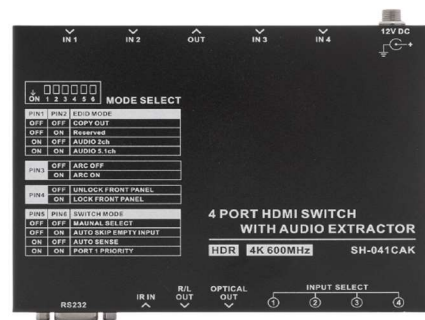 IN 1 IN 2 OUT IN 3 IN 4 12V DC
ON 1 2 3 4 5 6 MODE SELECT
PIN1 PIN2 EDID MODE
OFF OFF COPY OUT
OFF ON Reserved
ON OFF AUDIO 2ch
ON ON AUDIO 5.1ch
PIN3 OFF ARC OFF
ON ARC ON
PIN4 OFF UNLOCK FRONT PANEL
ON LOCK FRONT PANEL
PIN5 PIN6 SWITCH MODE
OFF OFF MAUNAL SELECT
OFF ON AUTO SKIP EMPTY INPUT
ON OFF AUTO SENSE
ON ON PORT 1 PRIORITY
4 PORT HDMI SWITCH
WITH AUDIO EXTRACTOR
HDR 4K 600MHz SH-041CAK
RS232 IR IN R/L OUT OPTICAL OUT INPUT SELECT
1 2 3 4